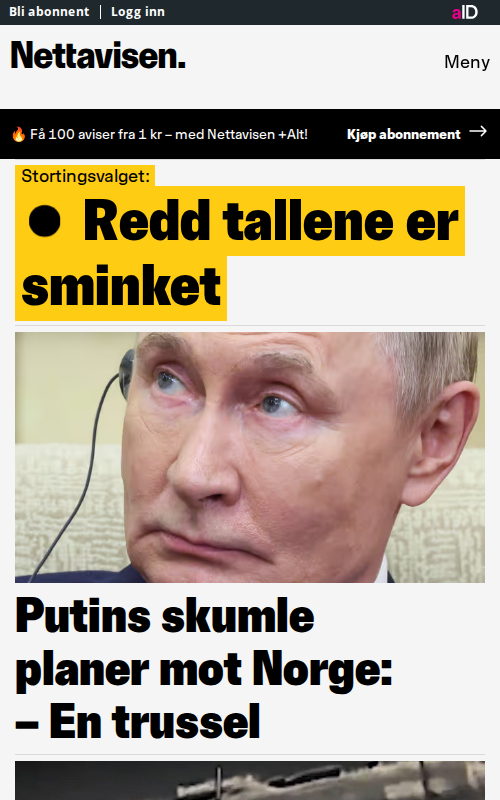 Bli abonnent | Logg inn
aID
Nettavisen.
Meny
🔥 Få 100 aviser fra 1 kr – med Nettavisen +Alt!
Kjøp abonnement →
Stortingsvalget:
● Redd tallene er
sminket
Putins skumle
planer mot Norge:
– En trussel